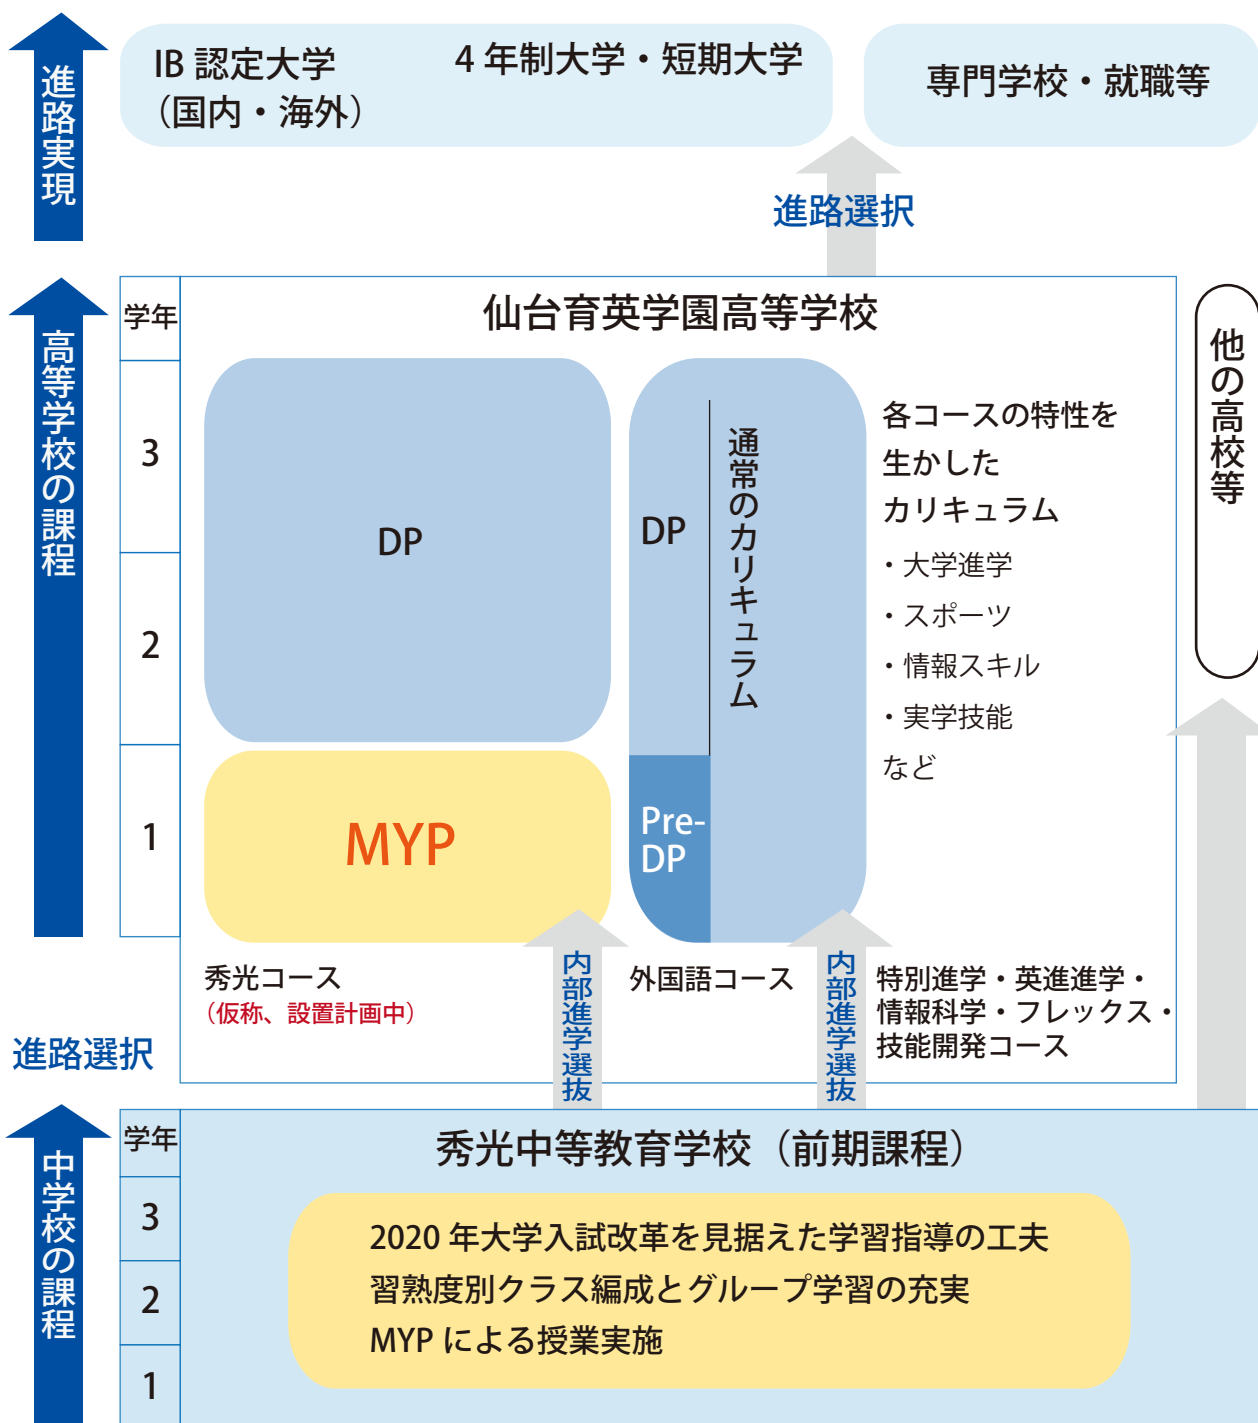 進路実現
IB 認定大学
（国内・海外）
4 年制大学・短期大学
専門学校・就職等
進路選択
高等学校の課程
学年
3
2
1
仙台育英学園高等学校
DP
MYP
DP
Pre-
DP
通常のカリキュラム
各コースの特性を
生かした
カリキュラム
・大学進学
・スポーツ
・情報スキル
・実学技能
など
他の高校等
秀光コース
（仮称、設置計画中）
内部進学選抜
外国語コース
内部進学選抜
特別進学・英進進学・
情報科学・フレックス・
技能開発コース
進路選択
中学校の課程
学年
3
2
1
秀光中等教育学校（前期課程）
2020 年大学入試改革を見据えた学習指導の工夫
習熟度別クラス編成とグループ学習の充実
MYP による授業実施